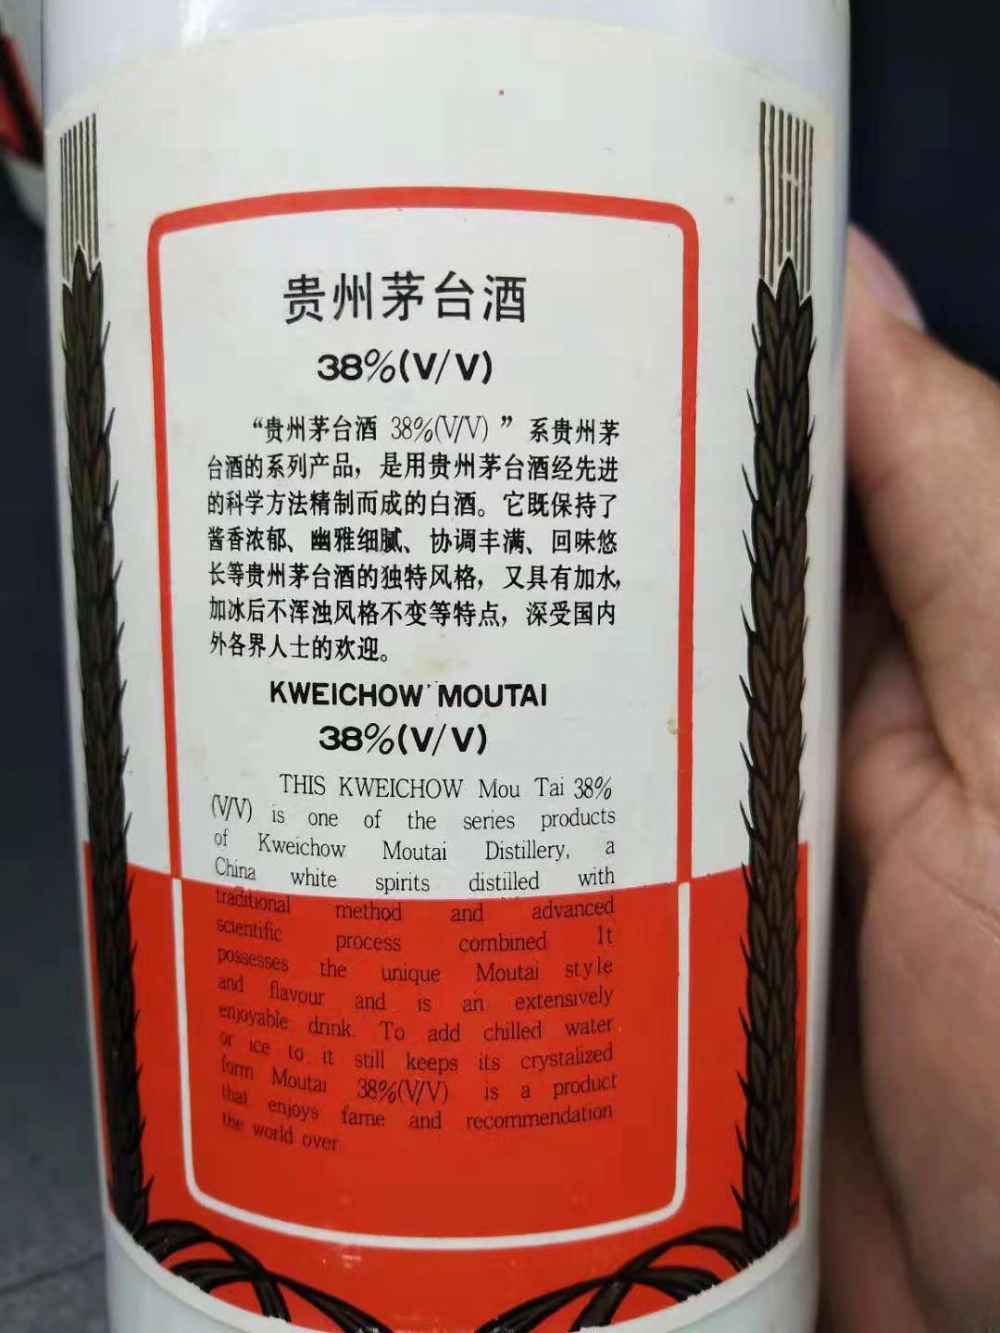 贵州茅台酒
38%(V/V)
“贵州茅台酒 38%(V/V)”系贵州茅
台酒的系列产品，是用贵州茅台酒经先进
的科学方法精制而成的白酒。它既保持了
酱香浓郁、幽雅细腻、协调丰满、回味悠
长等贵州茅台酒的独特风格，又具有加水,
加冰后不浑浊风格不变等特点，深受国内
外各界人士的欢迎。
KWEICHOW MOUTAI
38%(V/V)
THIS KWEICHOW Mou Tai 38%
(V/V) is one of the series products
of Kweichow Moutai Distillery, a
China white spirits distilled with
traditional method and advanced
scientific process combined It
possesses the unique Moutai style
and flavour and is an extensively
enjoyable drink. To add chilled water
or ice to it still keeps its crystalized
form Moutai 38%(V/V) is a product
that enjoys fame and recommendation
the world over